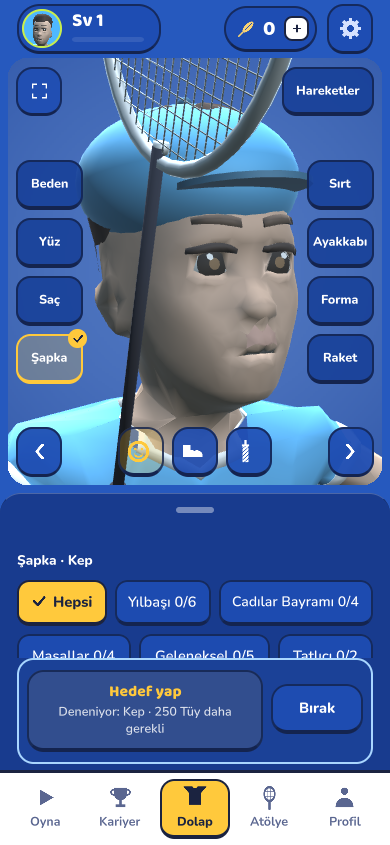 Sv 1
0
+
Hareketler
Beden
Sırt
Yüz
Ayakkabı
Saç
Forma
Şapka
Raket
Şapka · Kep
Hepsi
Yılbaşı 0/6
Cadılar Bayramı 0/4
Masallar 0/4
Geleneksel 0/5
Tatlıcı 0/2
Hedef yap
Deneniyor: Kep · 250 Tüy daha
gerekli
Bırak
Oyna
Kariyer
Dolap
Atölye
Profil